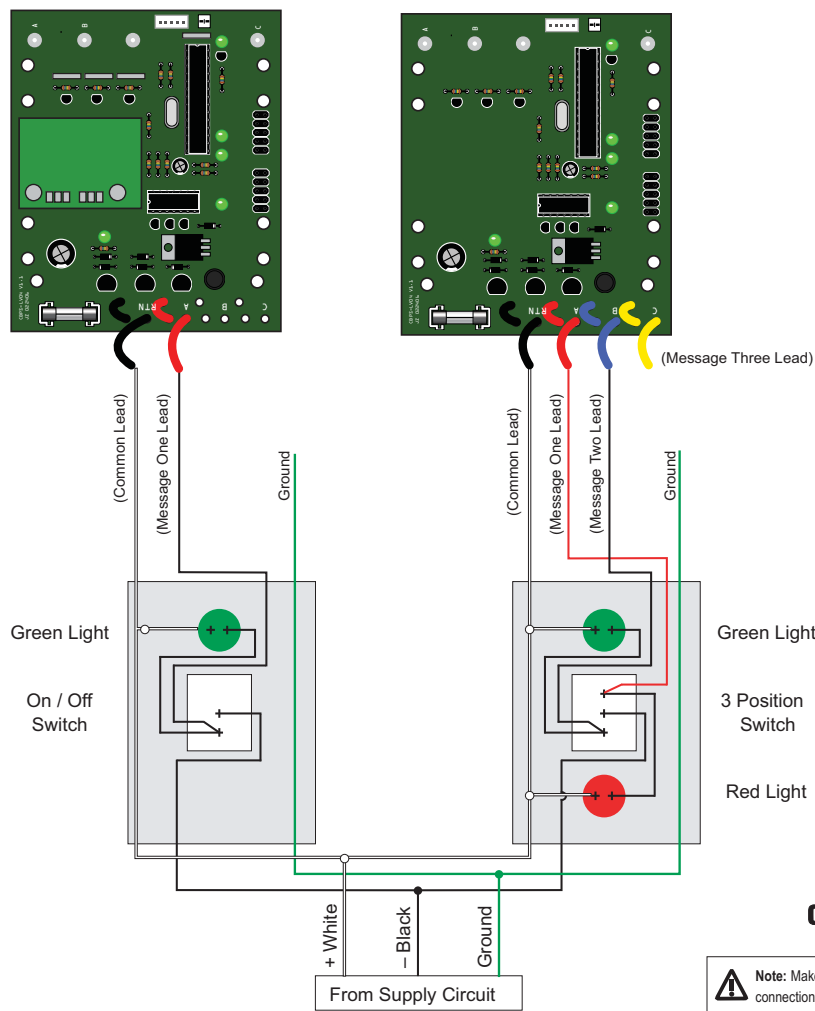 A
B
C
A
B
C
RTN
A
B
C
RTN
A
B
C
(Message Three Lead)
(Common Lead)
(Message One Lead)
Ground
(Common Lead)
(Message One Lead)
(Message Two Lead)
Ground
Green Light
On / Off
Switch
Green Light
3 Position
Switch
Red Light
+ White
– Black
Ground
From Supply Circuit
Note: Make
connection